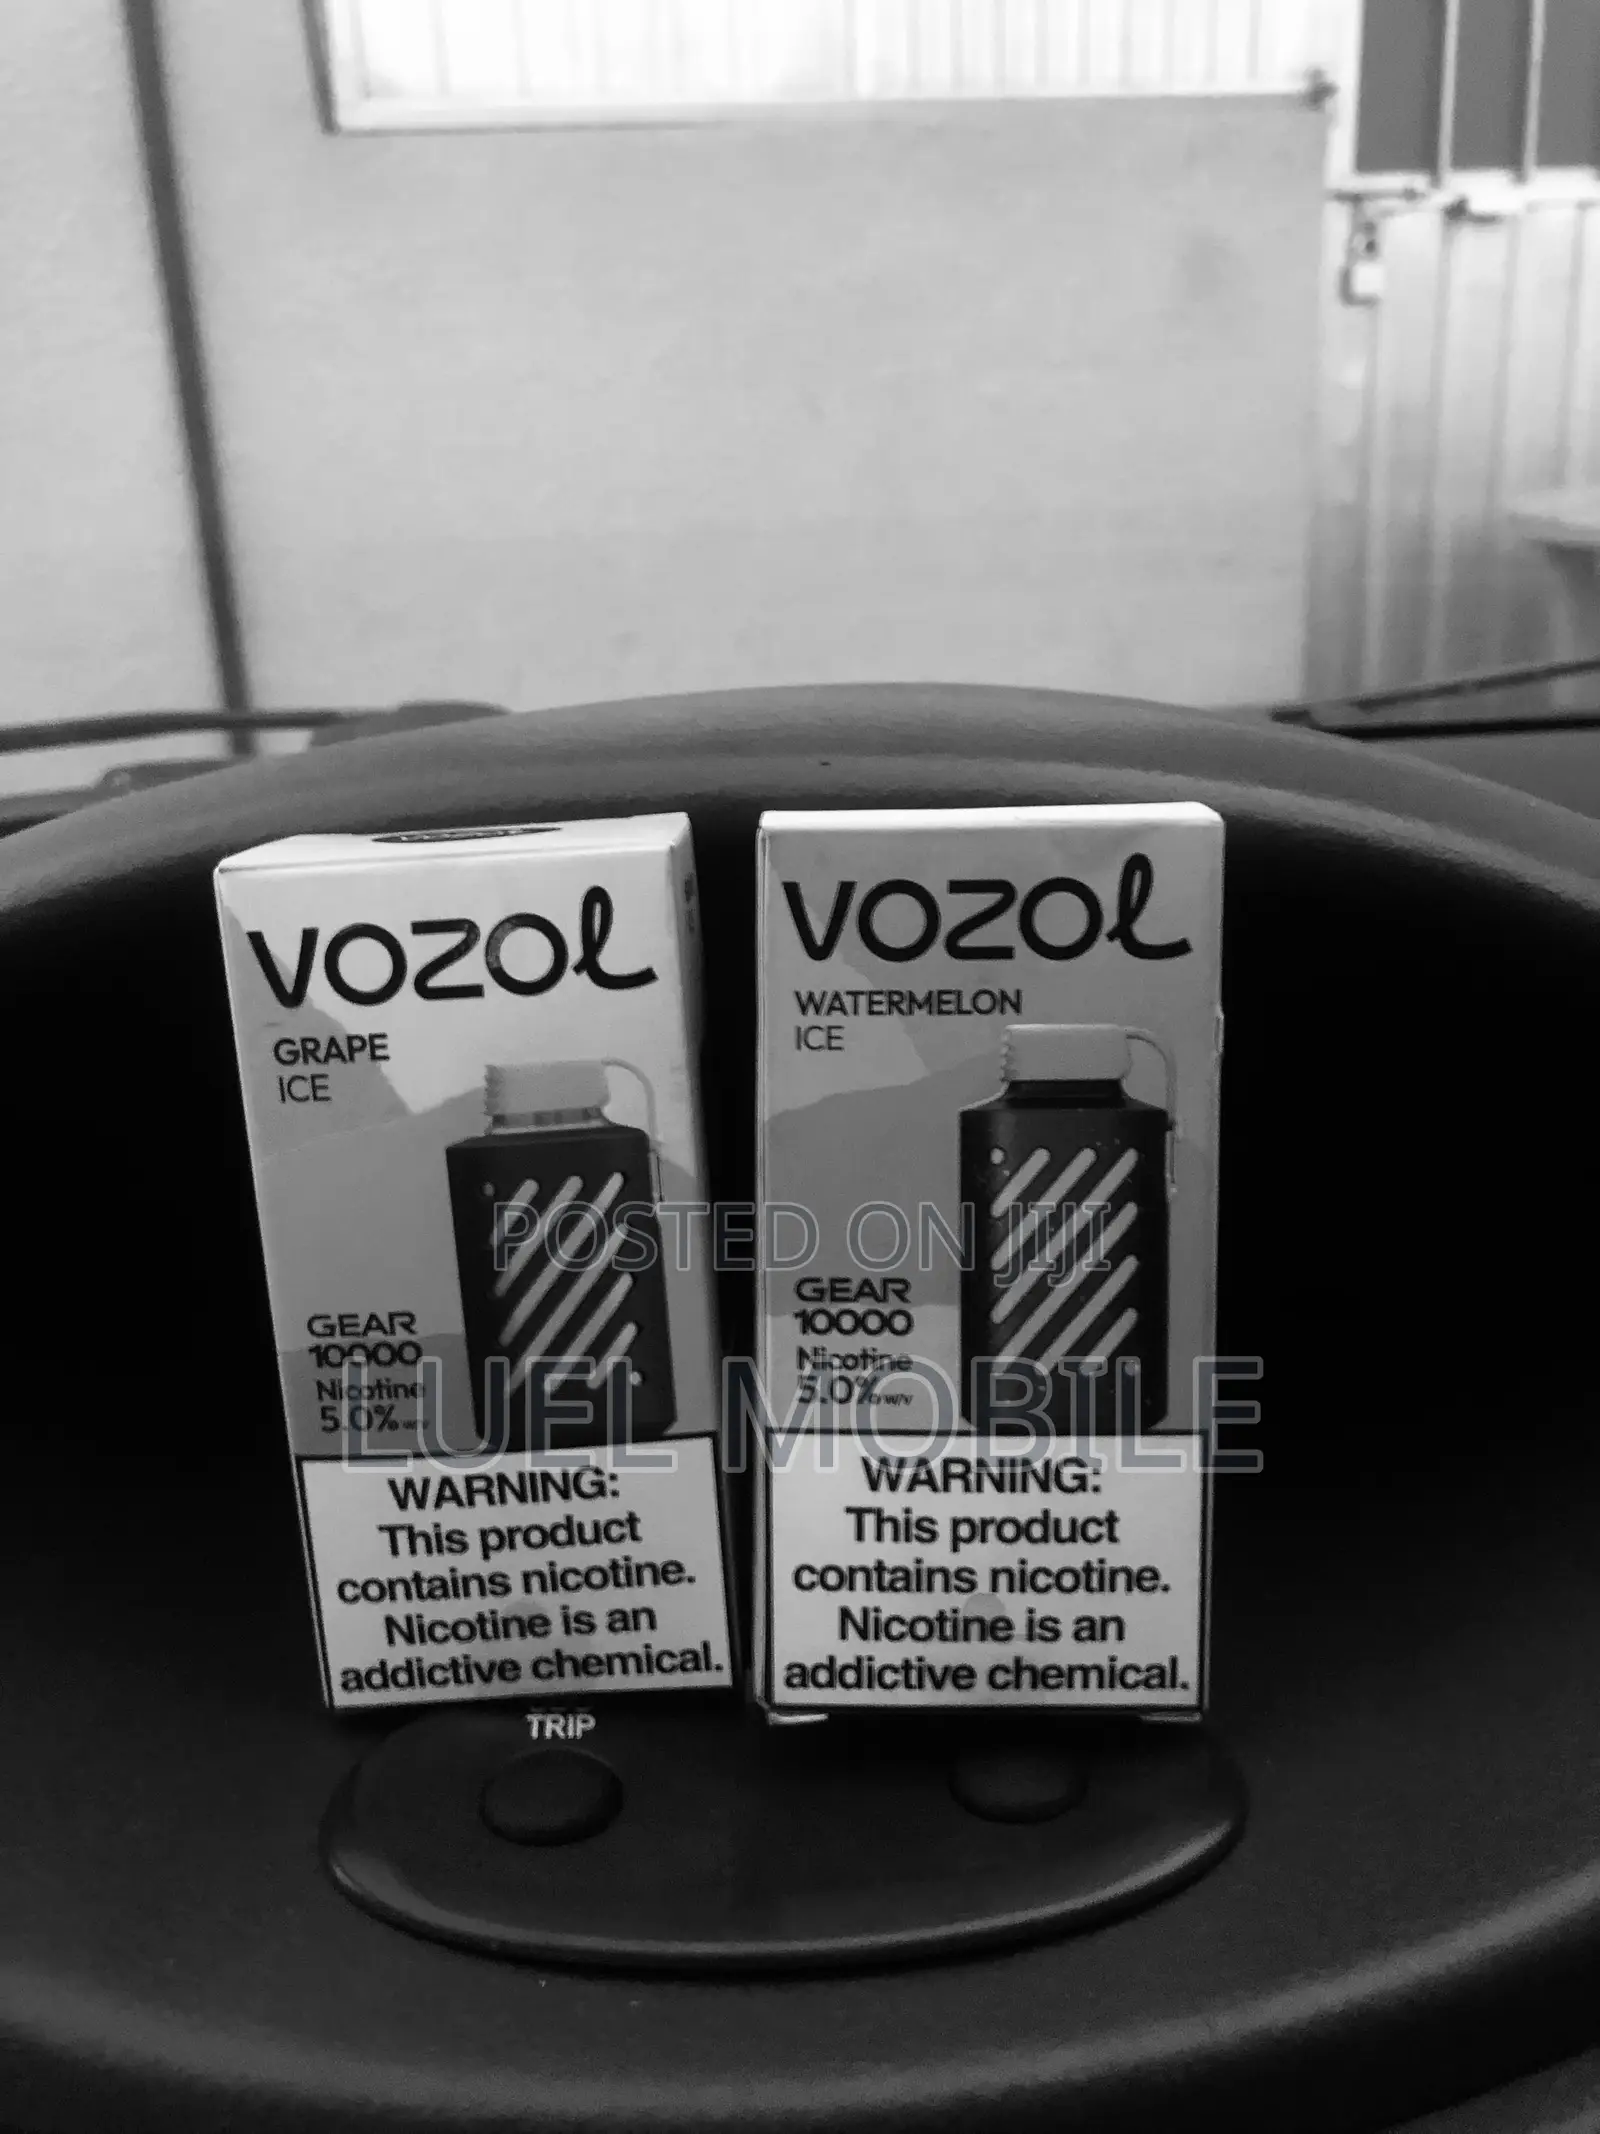 VOZOL
GRAPE
ICE
GEAR
10000
Nicotine
5.0%
WARNING:
This product
contains nicotine.
Nicotine is an
addictive chemical.
VOZOL
WATERMELON
ICE
GEAR
10000
Nicotine
5.0% w/v
WARNING:
This product
contains nicotine.
Nicotine is an
addictive chemical.
TRIP
POSTED ON JIJI
LUEL MOBILE